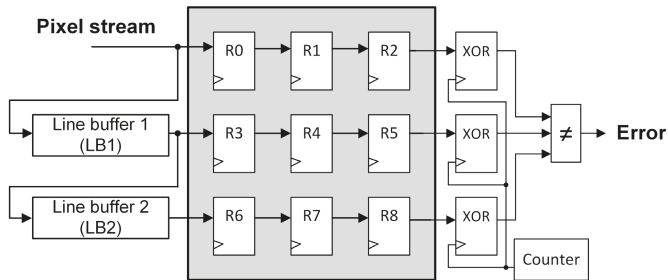 Pixel stream
R0
R1
R2
XOR
Line buffer 1
(LB1)
R3
R4
R5
XOR
≠
Error
Line buffer 2
(LB2)
R6
R7
R8
XOR
Counter